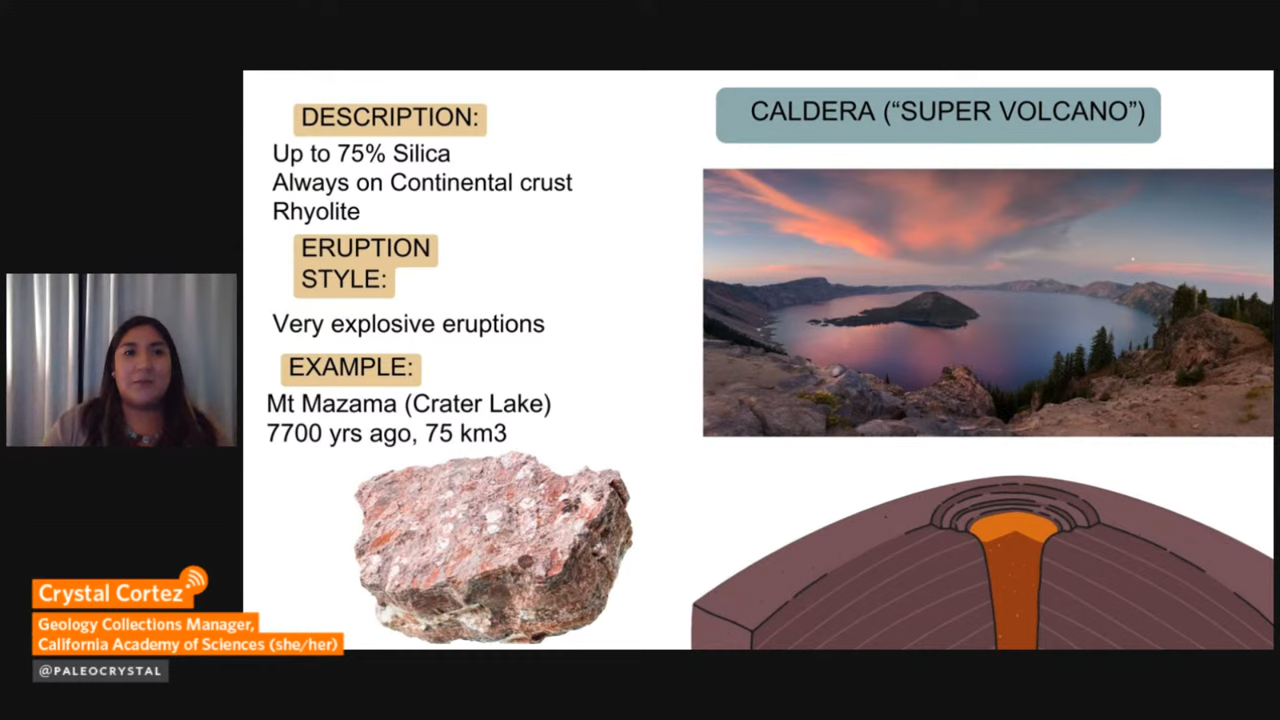 DESCRIPTION:
Up to 75% Silica
Always on Continental crust
Rhyolite
ERUPTION
STYLE:
Very explosive eruptions
EXAMPLE:
Mt Mazama (Crater Lake)
7700 yrs ago, 75 km3
CALDERA (“SUPER VOLCANO”)
Crystal Cortez
Geology Collections Manager,
California Academy of Sciences (she/her)
@PALEOCRYSTAL